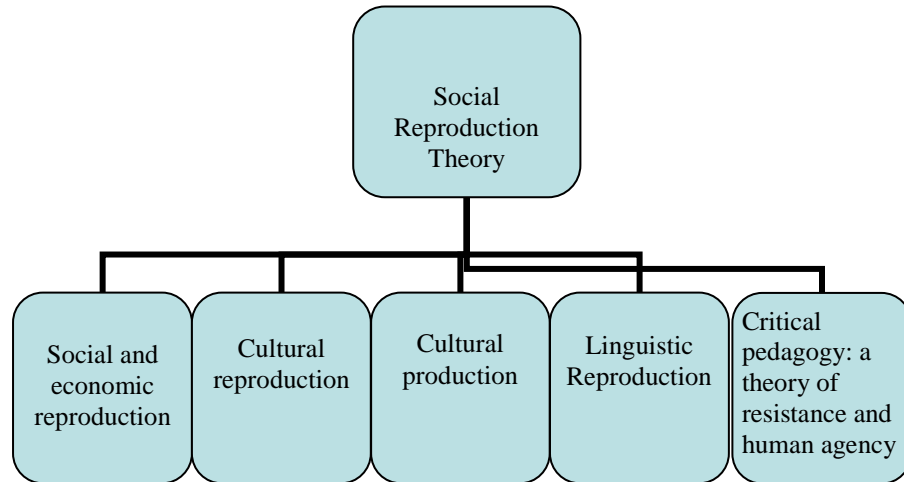 Social
Reproduction
Theory
Social and
economic
reproduction
Cultural
reproduction
Cultural
production
Linguistic
Reproduction
Critical
pedagogy: a
theory of
resistance and
human agency